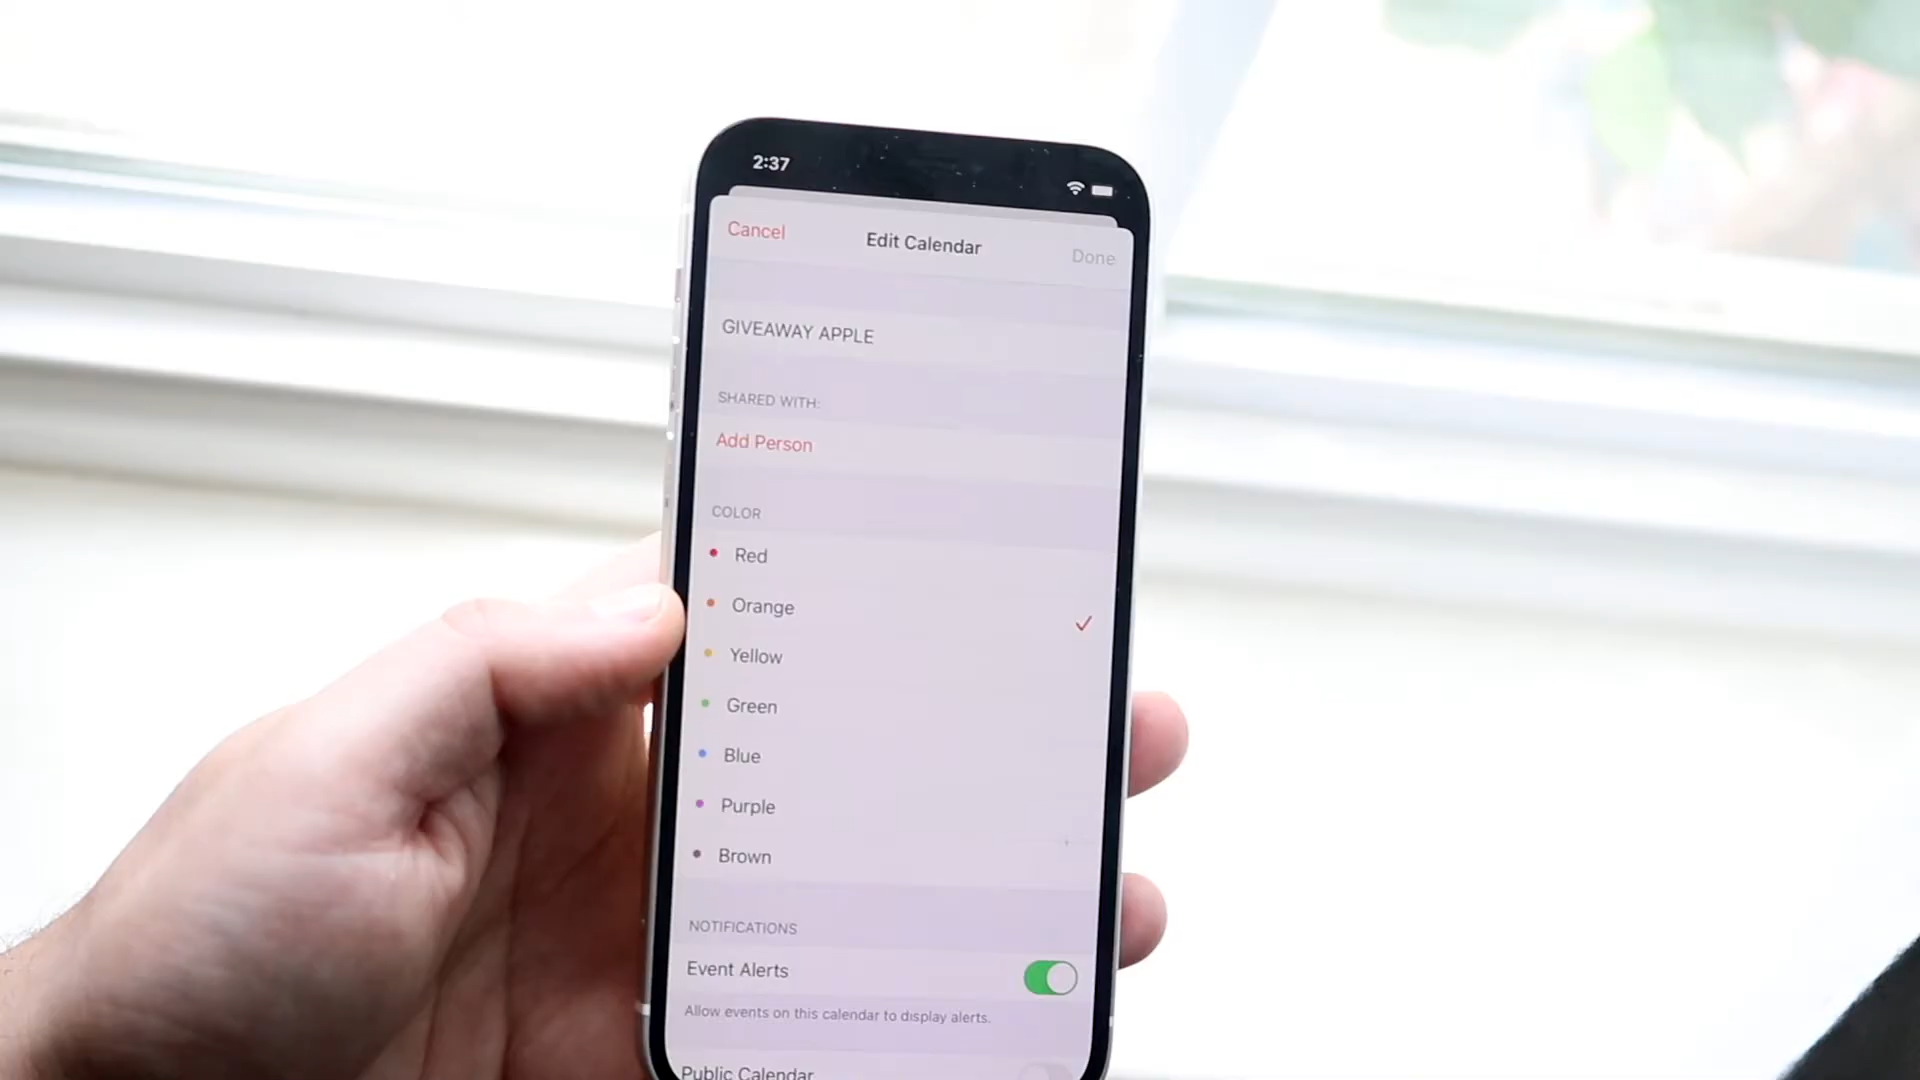 2:37
Cancel
Edit Calendar
Done
GIVEAWAY APPLE
SHARED WITH:
Add Person
COLOR
Red
Orange
Yellow
Green
Blue
Purple
Brown
NOTIFICATIONS
Event Alerts
Allow events on this calendar to display alerts.
Public Calendar